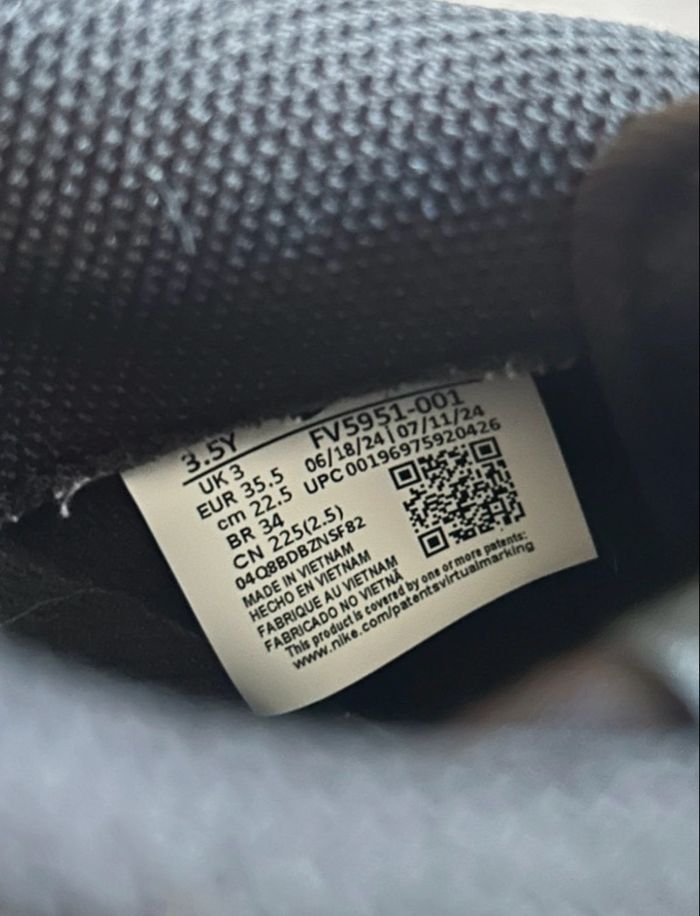 3.5Y FV5951-001
UK 3 06/18/24 | 07/11/24
EUR 35.5 UPC 00196975920426
cm 22.5
BR 34
CN 225(2.5)
04Q8BDBZNSF82
MADE IN VIETNAM
HECHO EN VIETNAM
FABRIQUE AU VIETNAM
FABRICADO NO VIETNÃ
This product is covered by one or more patents:
www.nike.com/patentsvirtualmarking